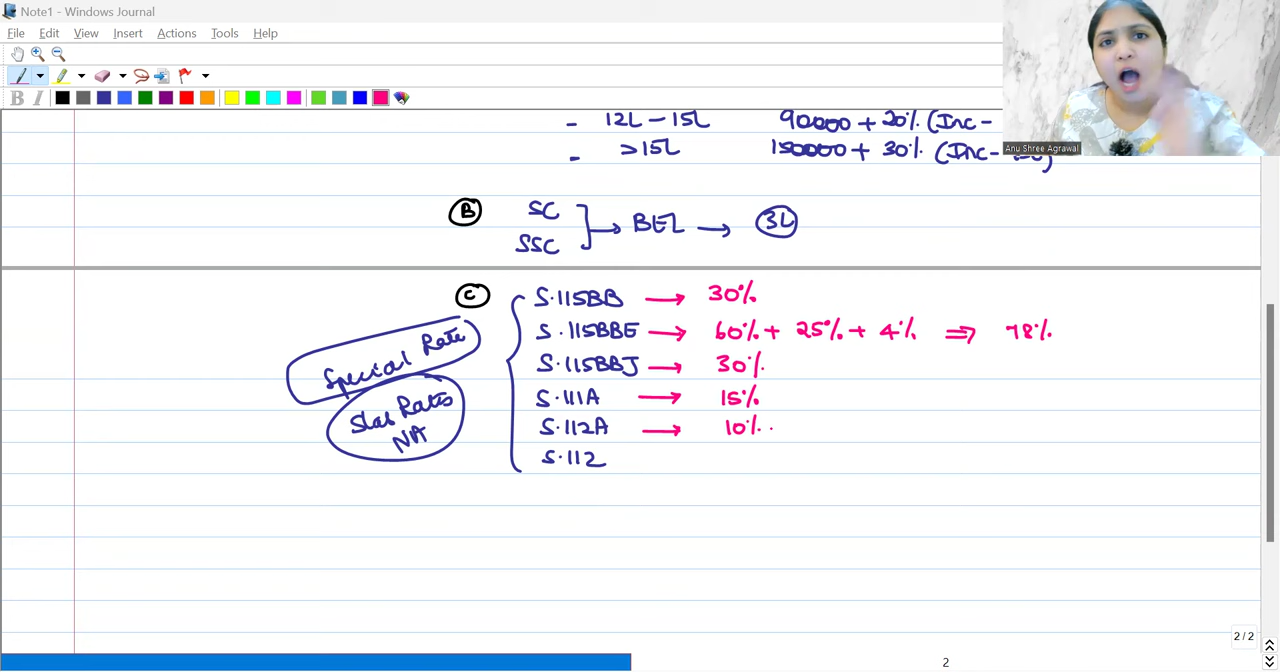 Note1 - Windows Journal
File Edit View Insert Actions Tools Help
B I
- 12L - 15L 90000 + 20% (Inc -
- >15L 150000 + 30% (Inc -
Anu Shree Agrawal
B SC SSC → BEL → 3L
C S.115BB → 30%
S.115BBE → 60% + 25% + 4% ⇒ 78%
Special Rate S.115BBJ → 30%
Slab Rates NA S.111A → 15%
S.112A → 10%.
S.112
2/2
2